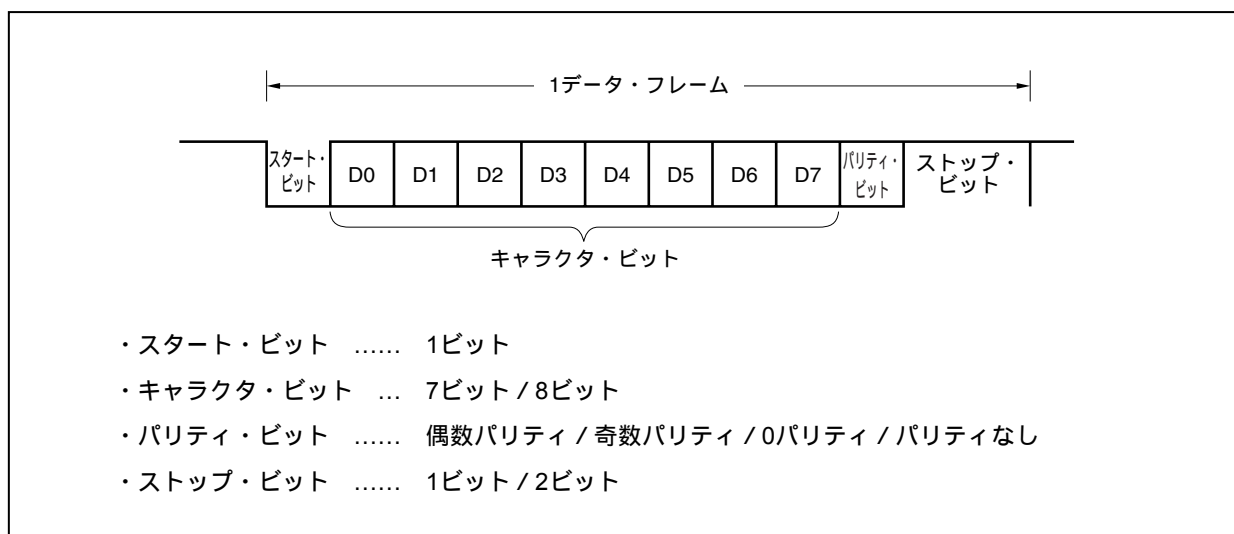 1データ・フレーム
スタート・
ビット
D0 D1 D2 D3 D4 D5 D6 D7
パリティ・
ビット
ストップ・
ビット
キャラクタ・ビット
・スタート・ビット …… 1ビット
・キャラクタ・ビット … 7ビット / 8ビット
・パリティ・ビット …… 偶数パリティ / 奇数パリティ / 0パリティ / パリティなし
・ストップ・ビット …… 1ビット / 2ビット